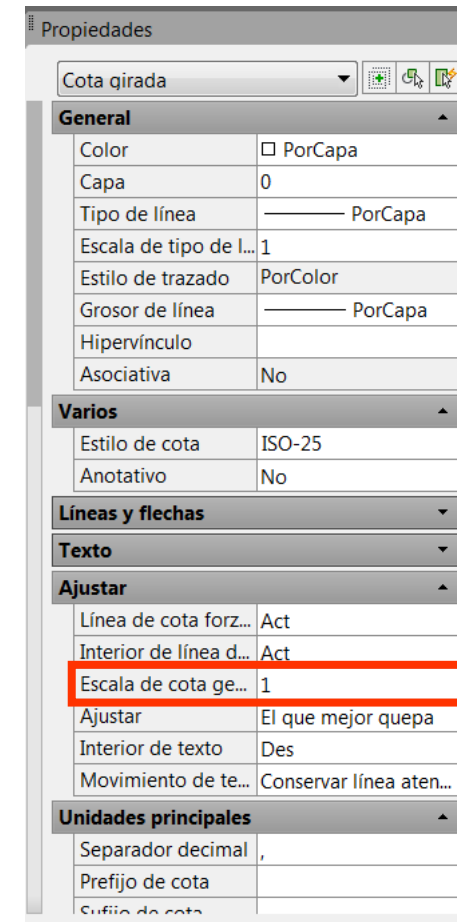 Propiedades
Cota girada
General
Color PorCapa
Capa 0
Tipo de línea PorCapa
Escala de tipo de l... 1
Estilo de trazado PorColor
Grosor de línea PorCapa
Hipervínculo
Asociativa No
Varios
Estilo de cota ISO-25
Anotativo No
Líneas y flechas
Texto
Ajustar
Línea de cota forz... Act
Interior de línea d... Act
Escala de cota ge... 1
Ajustar El que mejor quepa
Interior de texto Des
Movimiento de te... Conservar línea aten...
Unidades principales
Separador decimal ,
Prefijo de cota
Sufijo de cota